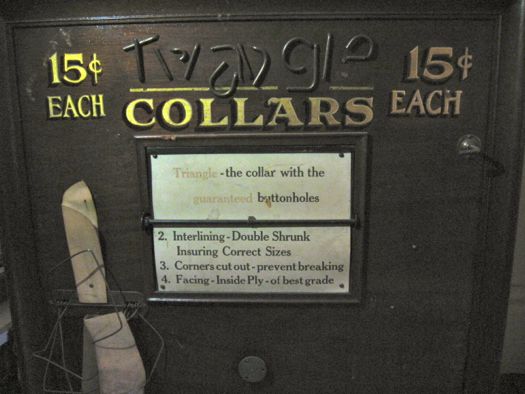 Triangle
15¢ 15¢
EACH COLLARS EACH
Triangle - the collar with the
guaranteed buttonholes
2. Interlining - Double Shrunk
Insuring Correct Sizes
3. Corners cut out - prevent breaking
4. Facing - Inside Ply - of best grade